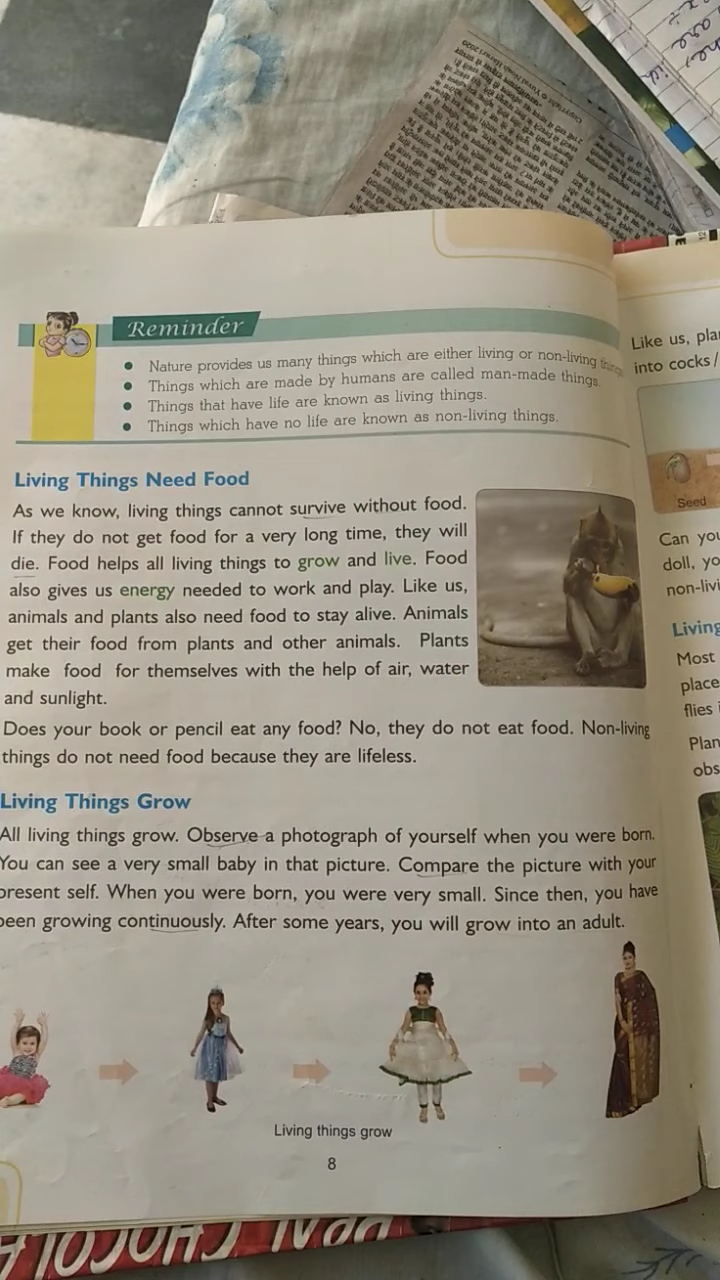 Reminder
Nature provides us many things which are either living or non-living things.
Things which are made by humans are called man-made things.
Things that have life are known as living things.
Things which have no life are known as non-living things.
Living Things Need Food
As we know, living things cannot survive without food.
If they do not get food for a very long time, they will
die. Food helps all living things to grow and live. Food
also gives us energy needed to work and play. Like us,
animals and plants also need food to stay alive. Animals
get their food from plants and other animals. Plants
make food for themselves with the help of air, water
and sunlight.
Does your book or pencil eat any food? No, they do not eat food. Non-living
things do not need food because they are lifeless.
Living Things Grow
All living things grow. Observe a photograph of yourself when you were born.
You can see a very small baby in that picture. Compare the picture with your
present self. When you were born, you were very small. Since then, you have
been growing continuously. After some years, you will grow into an adult.
Living things grow
8
Like us, pla
into cocks /
Seed
Can you
doll, yo
non-livi
Living
Most
place
flies i
Plan
obs
Copyright © Yuval Noah Harari 2020
are